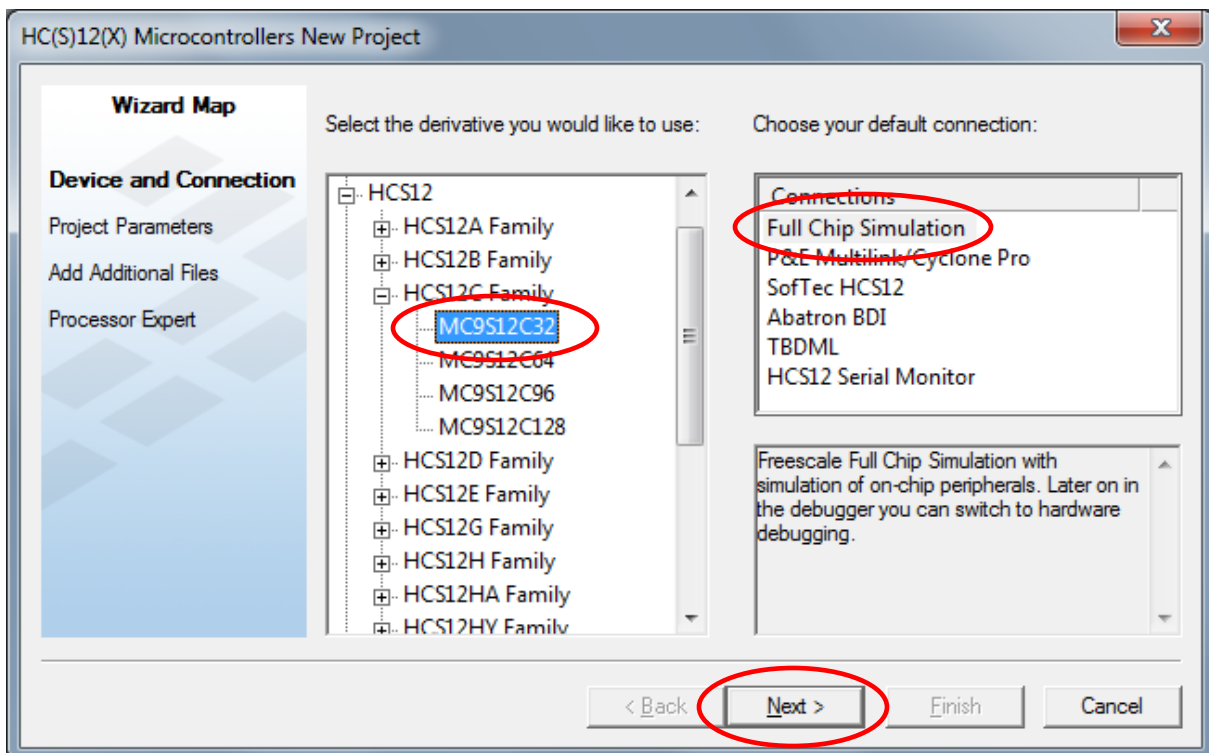 HC(S)12(X) Microcontrollers New Project
X
Wizard Map
Device and Connection
Project Parameters
Add Additional Files
Processor Expert
Select the derivative you would like to use:
HCS12
HCS12A Family
HCS12B Family
HCS12C Family
MC9S12C32
MC9S12C64
MC9S12C96
MC9S12C128
HCS12D Family
HCS12E Family
HCS12G Family
HCS12H Family
HCS12HA Family
HCS12HY Family
Choose your default connection:
Connections
Full Chip Simulation
P&E Multilink/Cyclone Pro
SofTec HCS12
Abatron BDI
TBDML
HCS12 Serial Monitor
Freescale Full Chip Simulation with
simulation of on-chip peripherals. Later on in
the debugger you can switch to hardware
debugging.
< Back
Next >
Finish
Cancel